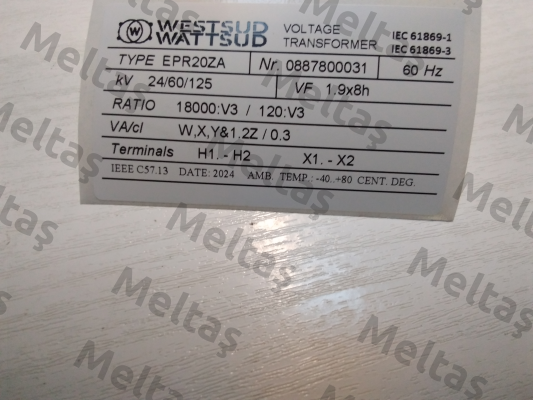 WESTSUD
WATTSUD
VOLTAGE
TRANSFORMER
IEC 61869-1
IEC 61869-3
TYPE EPR20ZA Nr. 0887800031 60 Hz
kV 24/60/125 VF 1.9x8h
RATIO 18000:V3 / 120:V3
VA/cl W,X,Y&1.2Z / 0.3
Terminals H1. - H2 X1. - X2
IEEE C57.13 DATE: 2024 AMB. TEMP.: -40..+80 CENT. DEG.
Meltaş
Meltaş
Meltaş
Meltaş
Meltaş
Meltaş
Meltaş
Meltaş
Meltaş
Meltaş
Meltaş